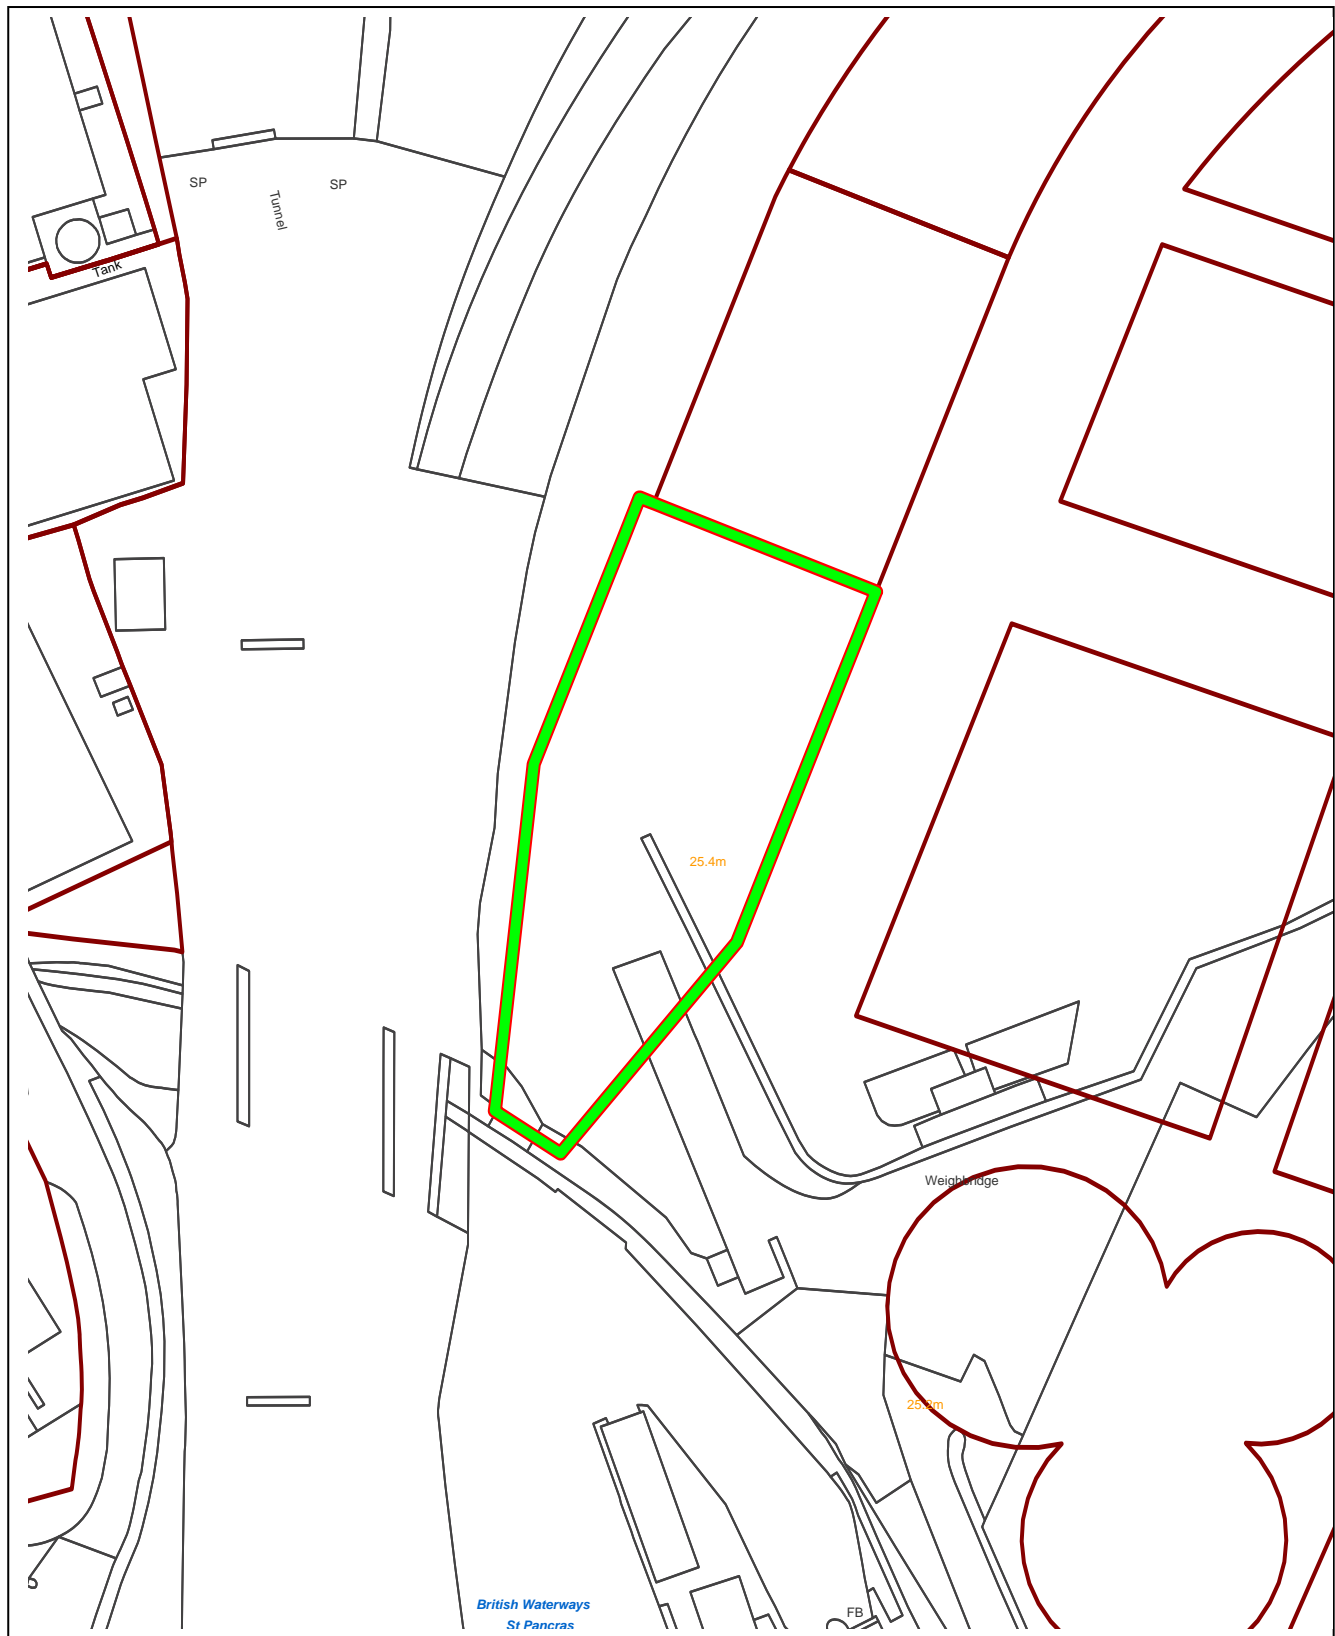 SP
SP
Tunnel
Tank
25.4m
Weighbridge
25.2m
British Waterways
St Pancras
FB